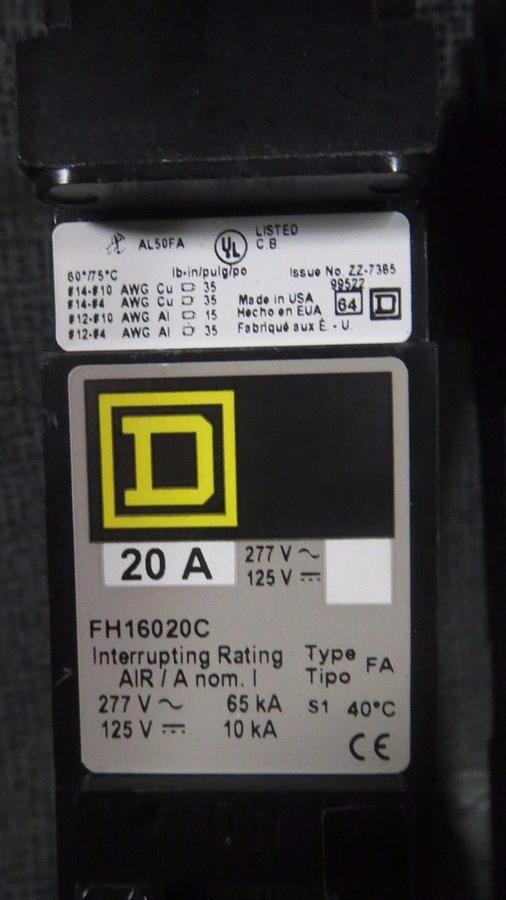 AL50FA UL LISTED
C.B
60°/75°C lb-in/pulg/po Issue No. ZZ-7385
99522
#14-#10 AWG Cu 35
#14-#4 AWG Cu 35
#12-#10 AWG Al 15
#12-#4 AWG Al 35
Made in USA
Hecho en EUA
Fabriqué aux É. - U.
64 D
D
20 A 277 V ~
125 V ⎓
FH16020C
Interrupting Rating
AIR / A nom. I
277 V ~ 65 kA
125 V ⎓ 10 kA
Type
Tipo FA
S1 40°C
CE